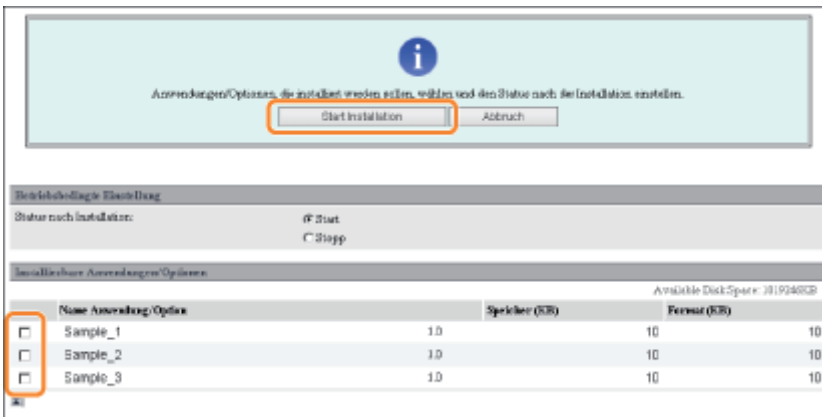 Anwendungen/Optionen, die installiert werden sollen, wählen und den Status nach der Installation einstellen.
Start Installation Abbruch
Betriebsbedingte Einstellung
Status nach Installation: Start
Stopp
Installierbare Anwendungen/Optionen
Available Disk Space: 1019246KB
Name Anwendung/Option Speicher (KB) Format (KB)
Sample_1 1.0 10 10
Sample_2 1.0 10 10
Sample_3 1.0 10 10